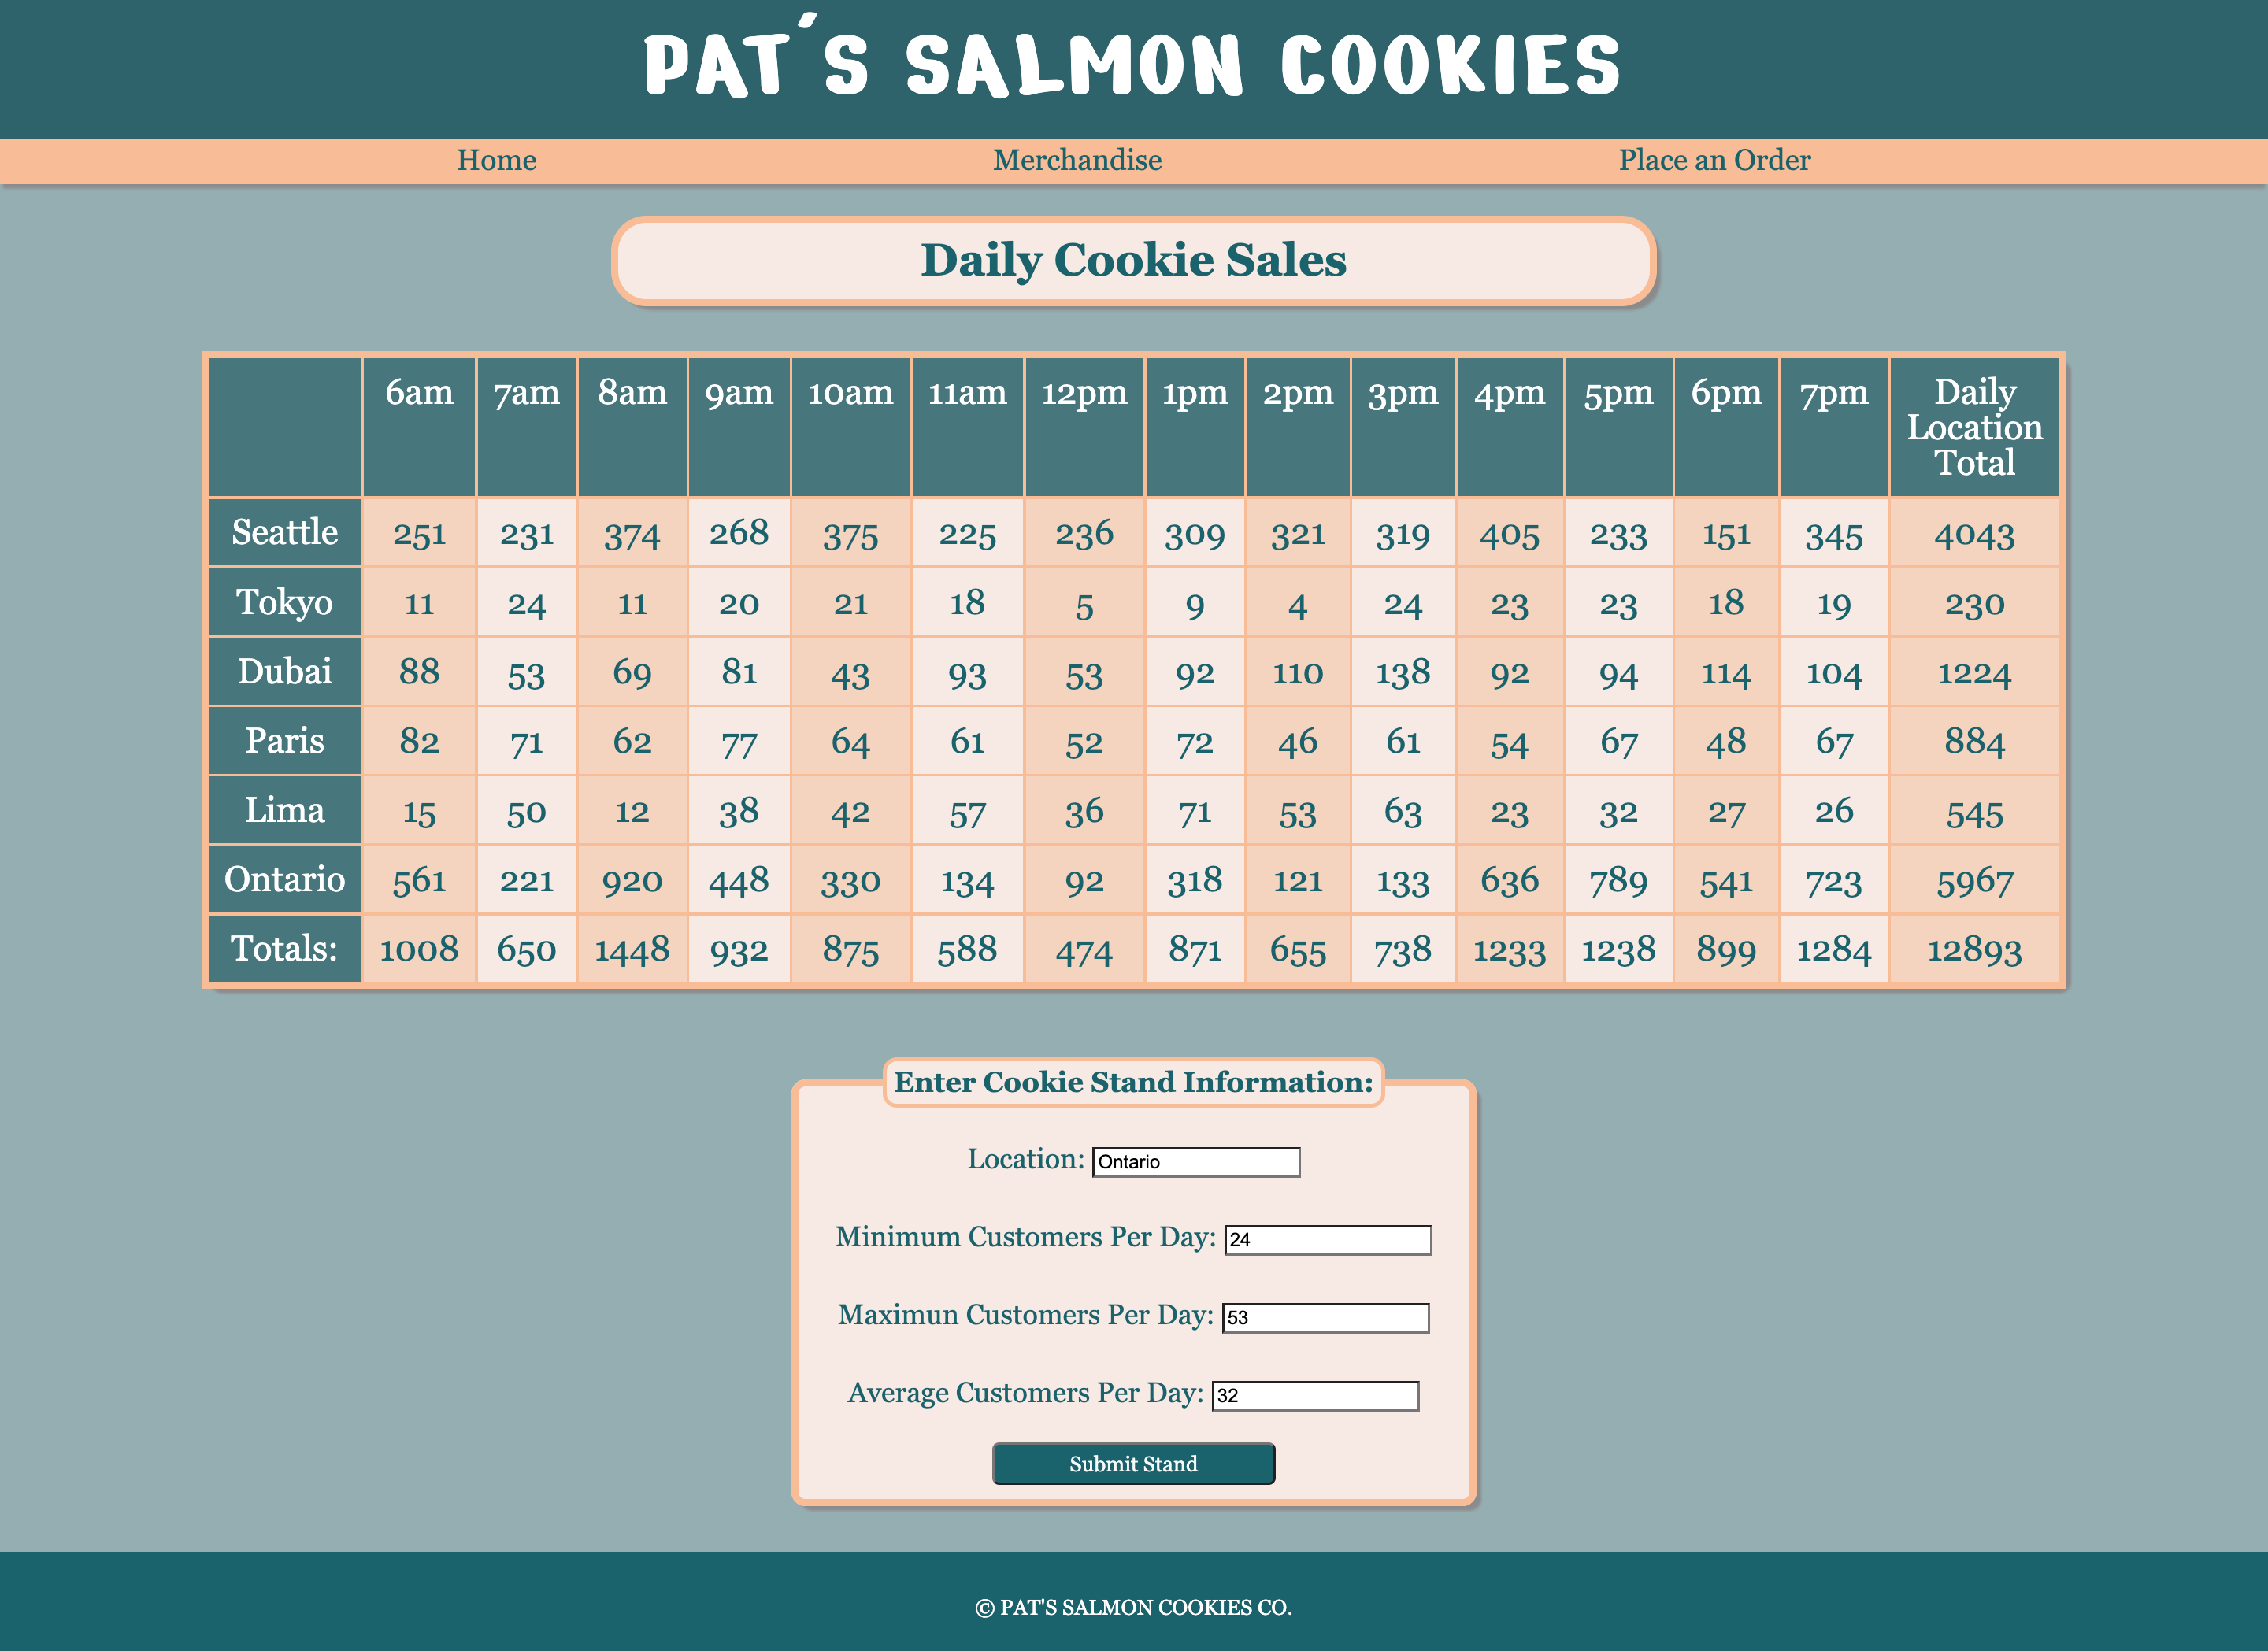 PAT´S SALMON COOKIES
Home Merchandise Place an Order
Daily Cookie Sales
6am 7am 8am 9am 10am 11am 12pm 1pm 2pm 3pm 4pm 5pm 6pm 7pm Daily Location Total
Seattle 251 231 374 268 375 225 236 309 321 319 405 233 151 345 4043
Tokyo 11 24 11 20 21 18 5 9 4 24 23 23 18 19 230
Dubai 88 53 69 81 43 93 53 92 110 138 92 94 114 104 1224
Paris 82 71 62 77 64 61 52 72 46 61 54 67 48 67 884
Lima 15 50 12 38 42 57 36 71 53 63 23 32 27 26 545
Ontario 561 221 920 448 330 134 92 318 121 133 636 789 541 723 5967
Totals: 1008 650 1448 932 875 588 474 871 655 738 1233 1238 899 1284 12893
Enter Cookie Stand Information:
Location: Ontario
Minimum Customers Per Day: 24
Maximun Customers Per Day: 53
Average Customers Per Day: 32
Submit Stand
© PAT'S SALMON COOKIES CO.